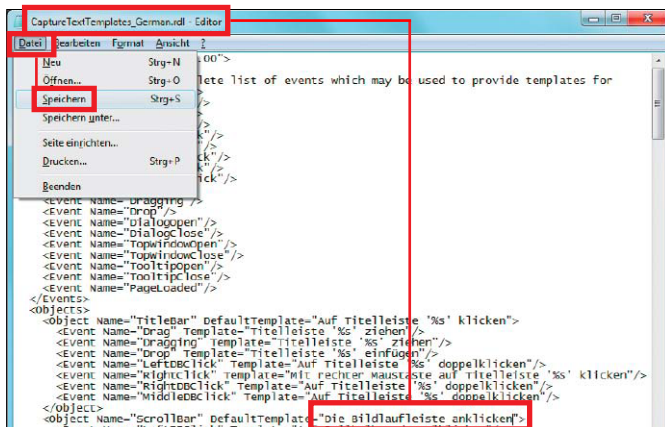 CaptureTextTemplates_German.rdl - Editor
Datei Bearbeiten Format Ansicht ?
Neu Strg+N
Öffnen... Strg+O
Speichern Strg+S
Speichern unter...
Seite einrichten...
Drucken... Strg+P
Beenden
.00">
lete list of events which may be used to provide templates for
/>
/>
/>
k"/>
k"/>
ck"/>
k"/>
ick"/>
<Event Name="Dragging"/>
<Event Name="Drop"/>
<Event Name="DialogOpen"/>
<Event Name="DialogClose"/>
<Event Name="TopWindowOpen"/>
<Event Name="TopWindowClose"/>
<Event Name="TooltipOpen"/>
<Event Name="TooltipClose"/>
<Event Name="PageLoaded"/>
</Events>
<Objects>
<Object Name="TitleBar" DefaultTemplate="Auf Titelleiste '%s' klicken">
<Event Name="Drag" Template="Titelleiste '%s' ziehen"/>
<Event Name="Dragging" Template="Titelleiste '%s' ziehen"/>
<Event Name="Drop" Template="Titelleiste '%s' einfügen"/>
<Event Name="LeftDBClick" Template="Auf Titelleiste '%s' doppelklicken"/>
<Event Name="RightClick" Template="Mit rechter Maustaste auf Titelleiste '%s' klicken"/>
<Event Name="RightDBClick" Template="Auf Titelleiste '%s' doppelklicken"/>
<Event Name="MiddleDBClick" Template="Auf Titelleiste '%s' doppelklicken"/>
</Object>
<Object Name="ScrollBar" DefaultTemplate="Die Bildlaufleiste anklicken">